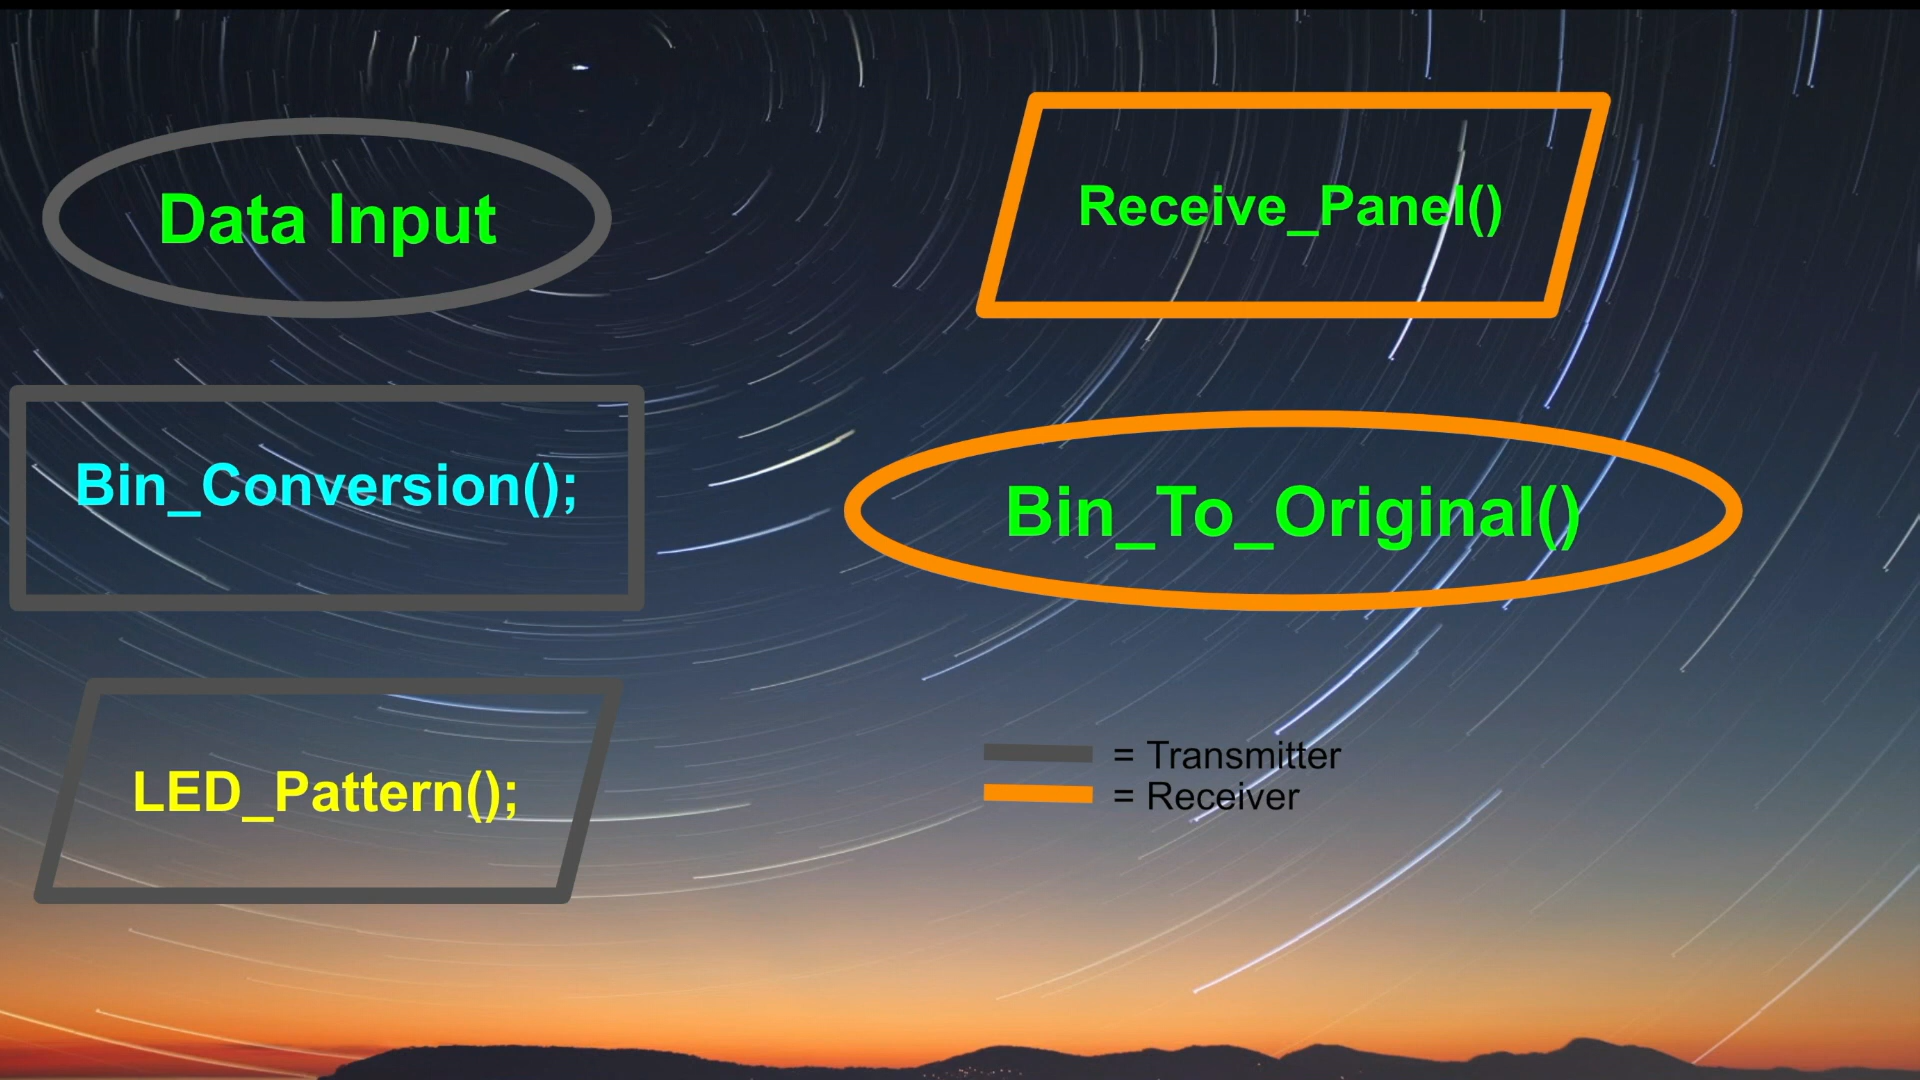 Data Input
Bin_Conversion();
LED_Pattern();
Receive_Panel()
Bin_To_Original()
= Transmitter
= Receiver